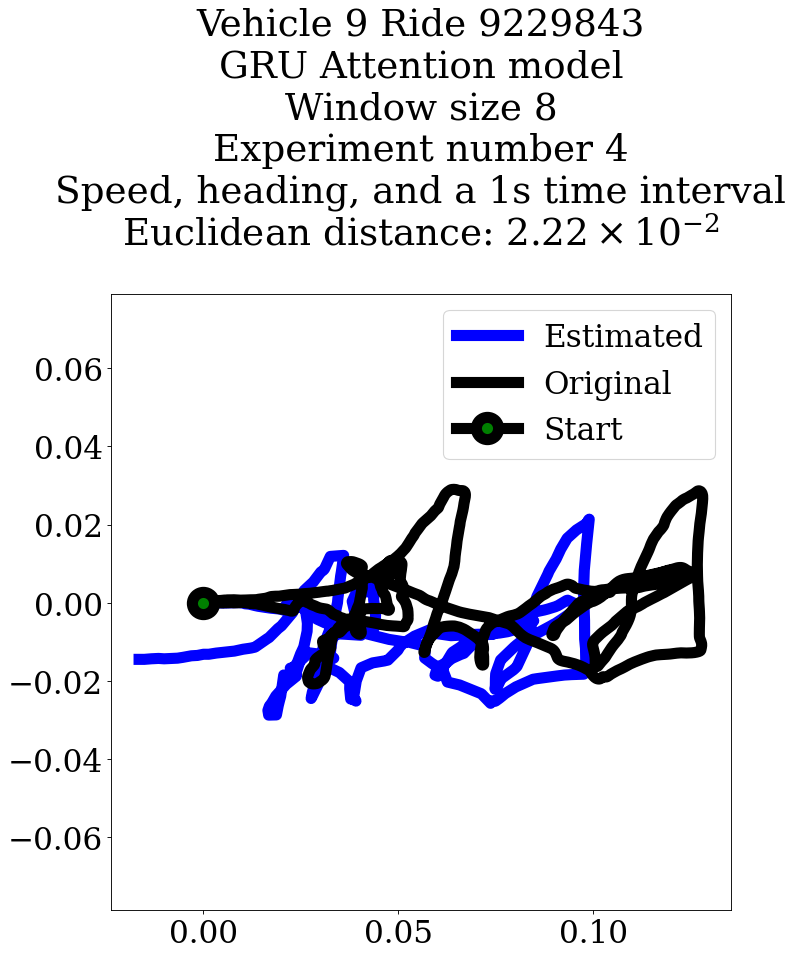 Vehicle 9 Ride 9229843
GRU Attention model
Window size 8
Experiment number 4
Speed, heading, and a 1s time interval
Euclidean distance: 2.22 × 10⁻²
Estimated
Original
Start
0.06
0.04
0.02
0.00
−0.02
−0.04
−0.06
0.00 0.05 0.10